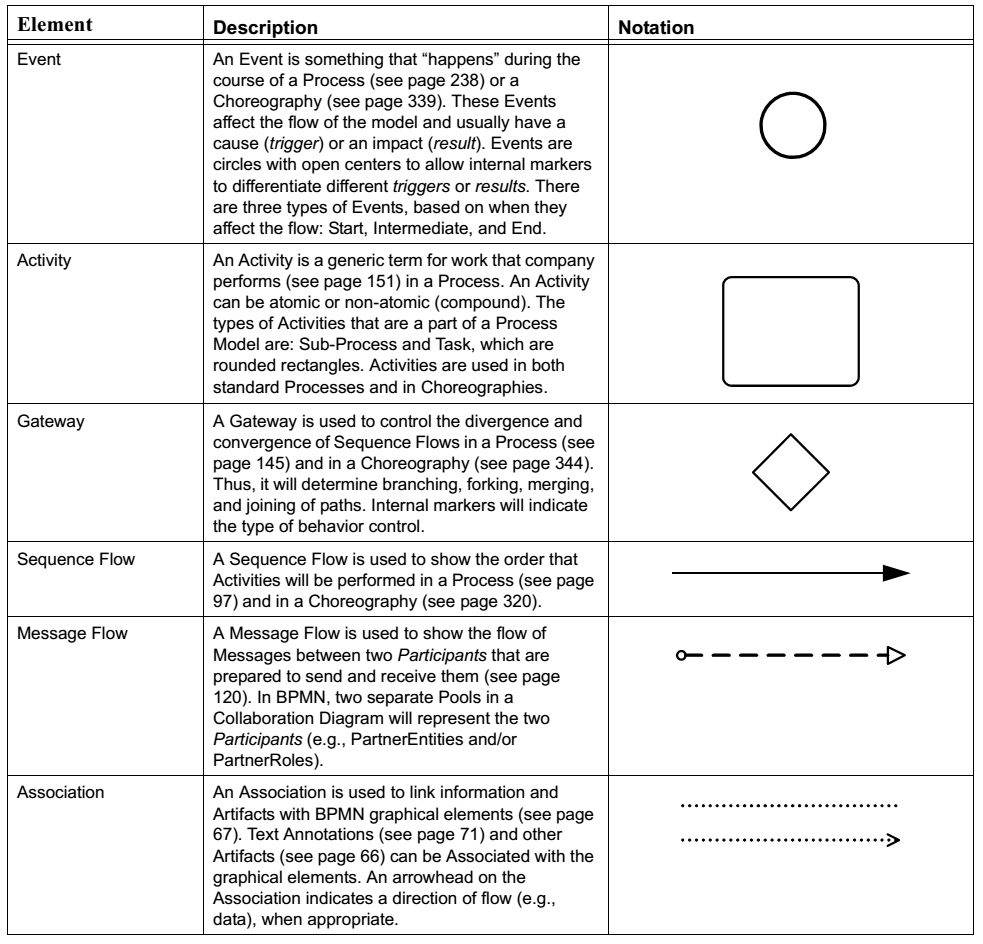 Element
Description
Notation
Event
An Event is something that “happens” during the
course of a Process (see page 238) or a
Choreography (see page 339). These Events
affect the flow of the model and usually have a
cause (trigger) or an impact (result). Events are
circles with open centers to allow internal markers
to differentiate different triggers or results. There
are three types of Events, based on when they
affect the flow: Start, Intermediate, and End.
Activity
An Activity is a generic term for work that company
performs (see page 151) in a Process. An Activity
can be atomic or non-atomic (compound). The
types of Activities that are a part of a Process
Model are: Sub-Process and Task, which are
rounded rectangles. Activities are used in both
standard Processes and in Choreographies.
Gateway
A Gateway is used to control the divergence and
convergence of Sequence Flows in a Process (see
page 145) and in a Choreography (see page 344).
Thus, it will determine branching, forking, merging,
and joining of paths. Internal markers will indicate
the type of behavior control.
Sequence Flow
A Sequence Flow is used to show the order that
Activities will be performed in a Process (see page
97) and in a Choreography (see page 320).
Message Flow
A Message Flow is used to show the flow of
Messages between two Participants that are
prepared to send and receive them (see page
120). In BPMN, two separate Pools in a
Collaboration Diagram will represent the two
Participants (e.g., PartnerEntities and/or
PartnerRoles).
Association
An Association is used to link information and
Artifacts with BPMN graphical elements (see page
67). Text Annotations (see page 71) and other
Artifacts (see page 66) can be Associated with the
graphical elements. An arrowhead on the
Association indicates a direction of flow (e.g.,
data), when appropriate.